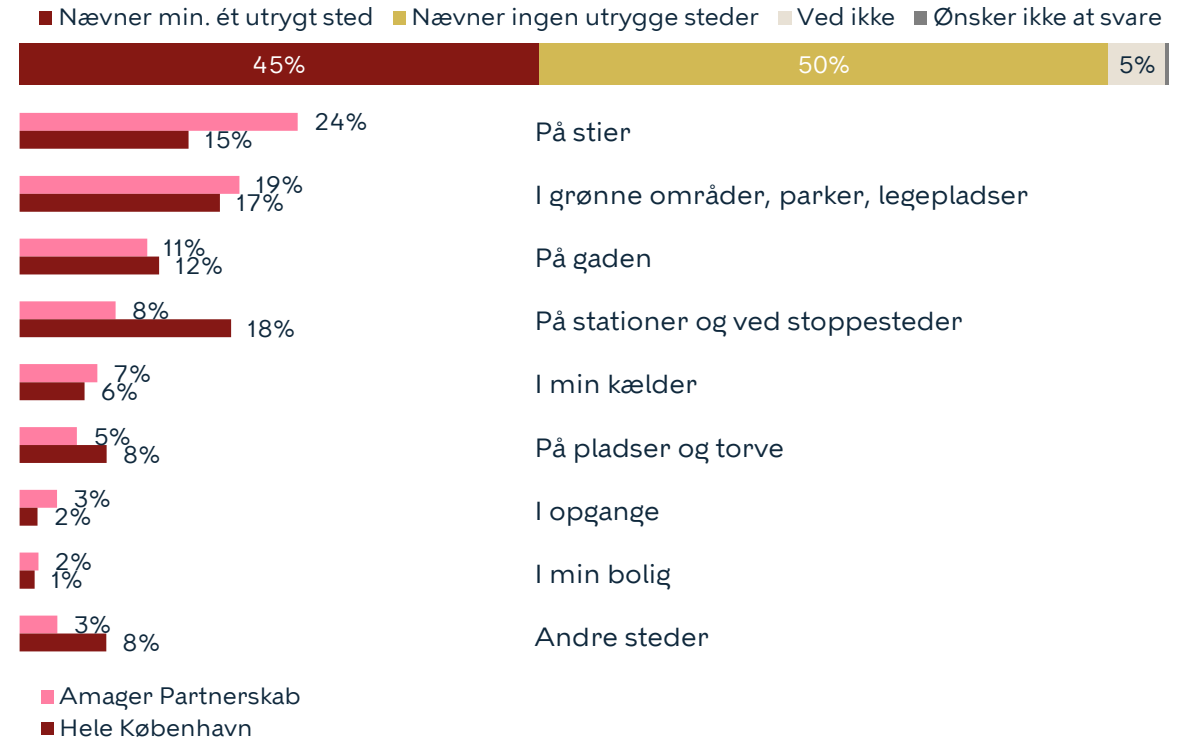 Nævner min. ét utrygt sted Nævner ingen utrygge steder Ved ikke Ønsker ikke at svare
45% 50% 5%
24%
15% På stier
19%
17% I grønne områder, parker, legepladser
11%
12% På gaden
8%
18% På stationer og ved stoppesteder
7%
6% I min kælder
5%
8% På pladser og torve
3%
2% I opgange
2%
1% I min bolig
3%
8% Andre steder
Amager Partnerskab
Hele København